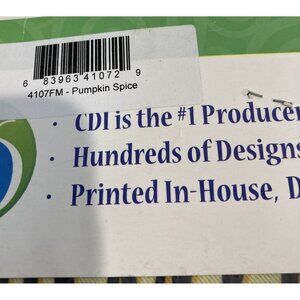 6 83963 41072 9
4107FM - Pumpkin Spice
· CDI is the #1 Producer
· Hundreds of Designs
· Printed In-House, D